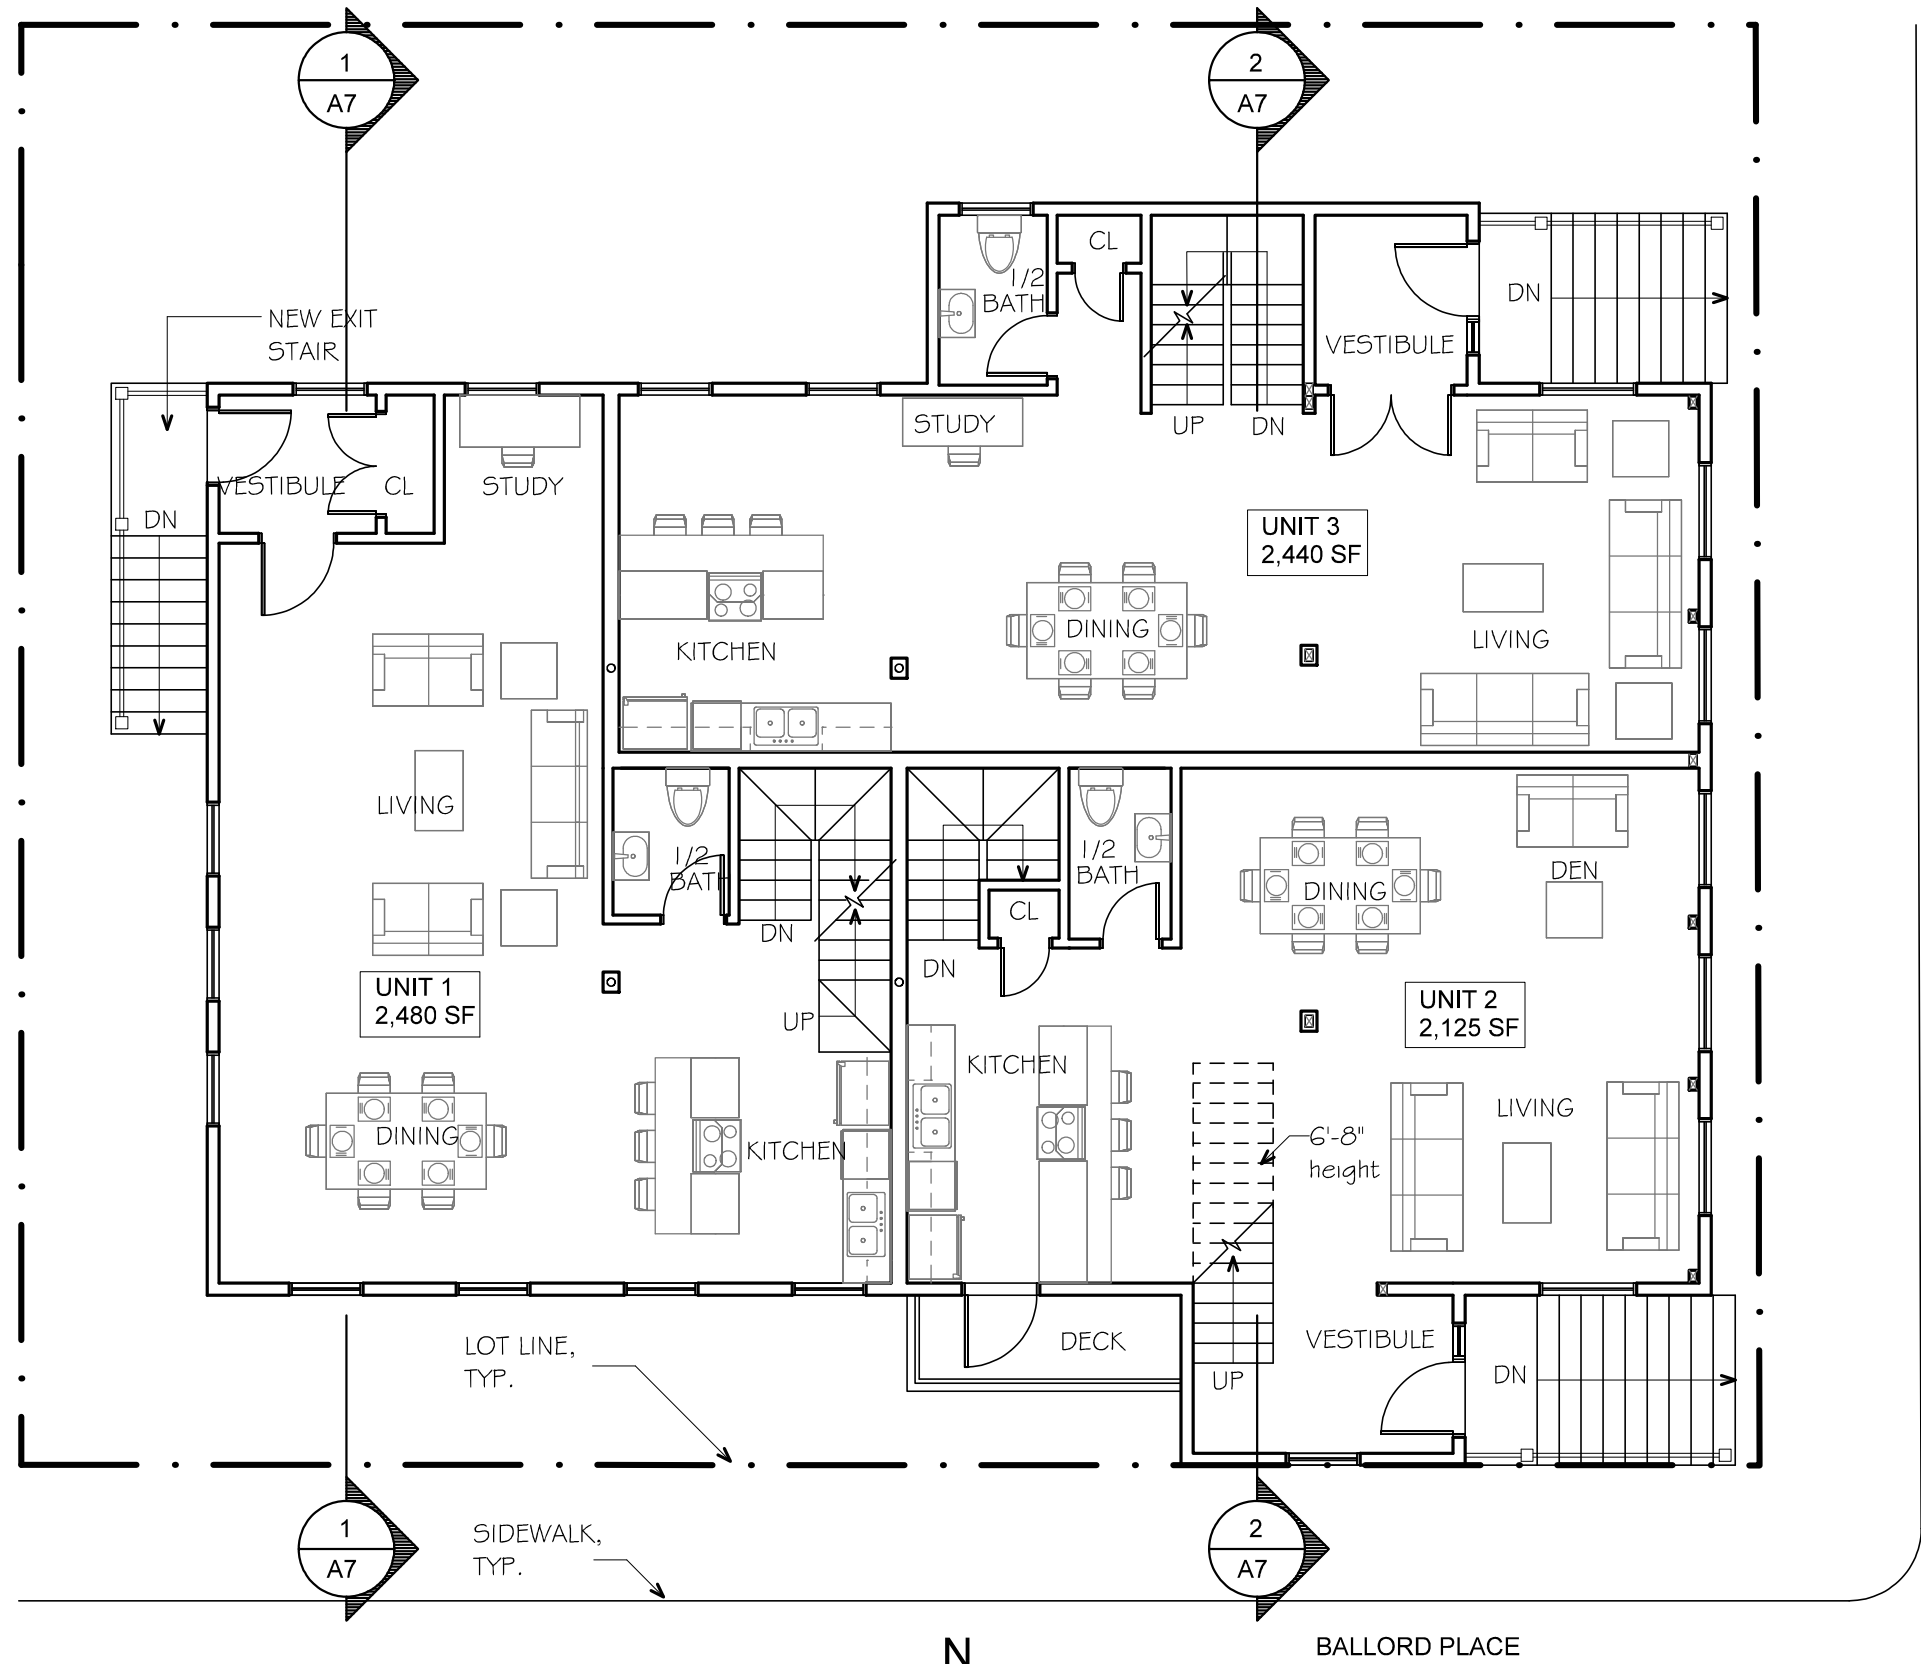 1
A7
2
A7
CL
1/2
BATH
DN
NEW EXIT
STAIR
VESTIBULE
STUDY
UP
DN
VESTIBULE
CL
STUDY
DN
UNIT 3
2,440 SF
DINING
LIVING
KITCHEN
LIVING
1/2
BATH
1/2
BATH
DINING
DEN
CL
DN
DN
UNIT 1
2,480 SF
UP
UNIT 2
2,125 SF
KITCHEN
LIVING
DINING
KITCHEN
6'-8"
height
LOT LINE,
TYP.
DECK
VESTIBULE
UP
DN
1
A7
SIDEWALK,
TYP.
2
A7
N
BALLORD PLACE